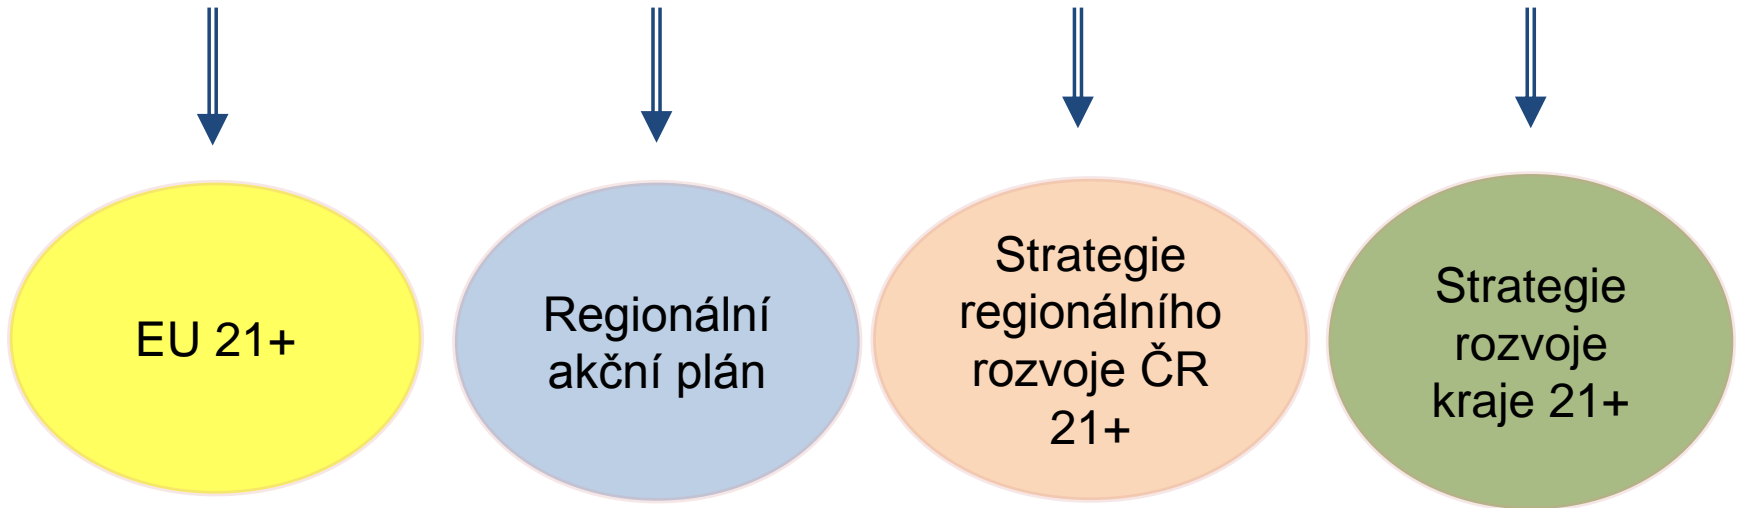 EU 21+
Regionální
akční plán
Strategie
regionálního
rozvoje ČR
21+
Strategie
rozvoje
kraje 21+